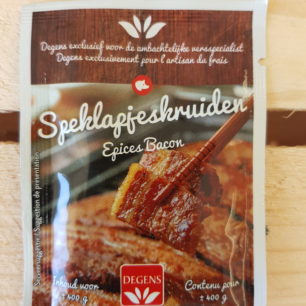 Degens exclusief voor de ambachtelijke versspecialist
Degens exclusivement pour l'artisan du frais
Speklapjeskruiden
Epices Bacon
Serveersuggestie / Suggestion de présentation
Inhoud voor
± 400 g
DEGENS
Contenu pour
± 400 g